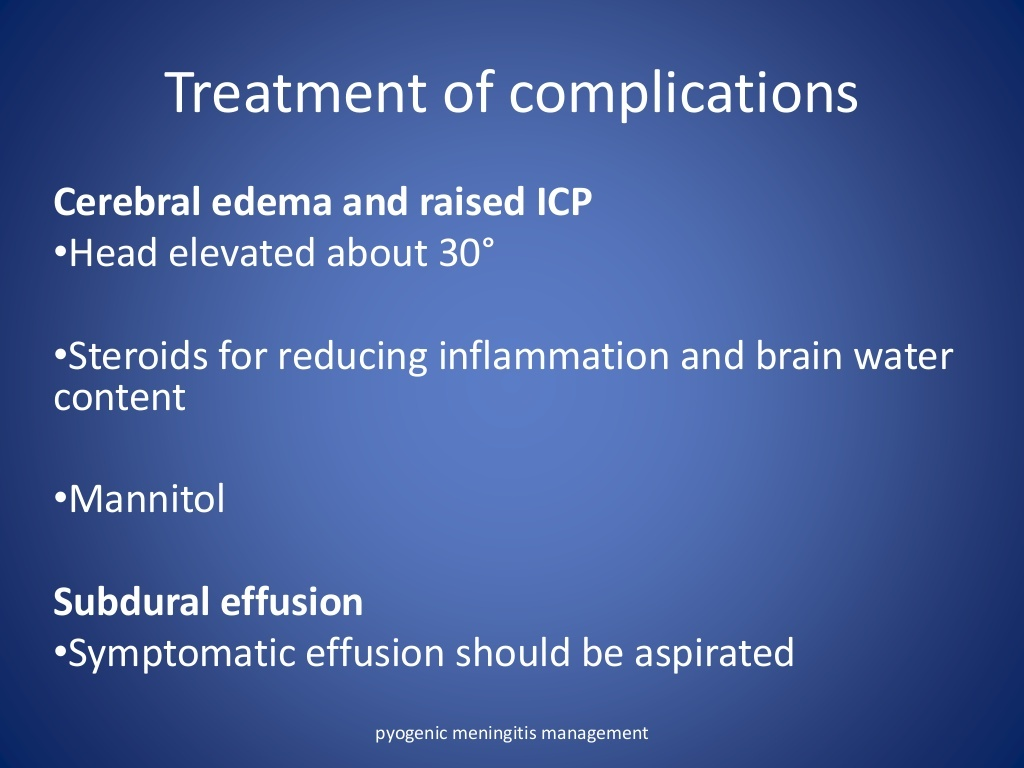 Treatment of complications
Cerebral edema and raised ICP
•Head elevated about 30°
•Steroids for reducing inflammation and brain water
content
•Mannitol
Subdural effusion
•Symptomatic effusion should be aspirated
pyogenic meningitis management